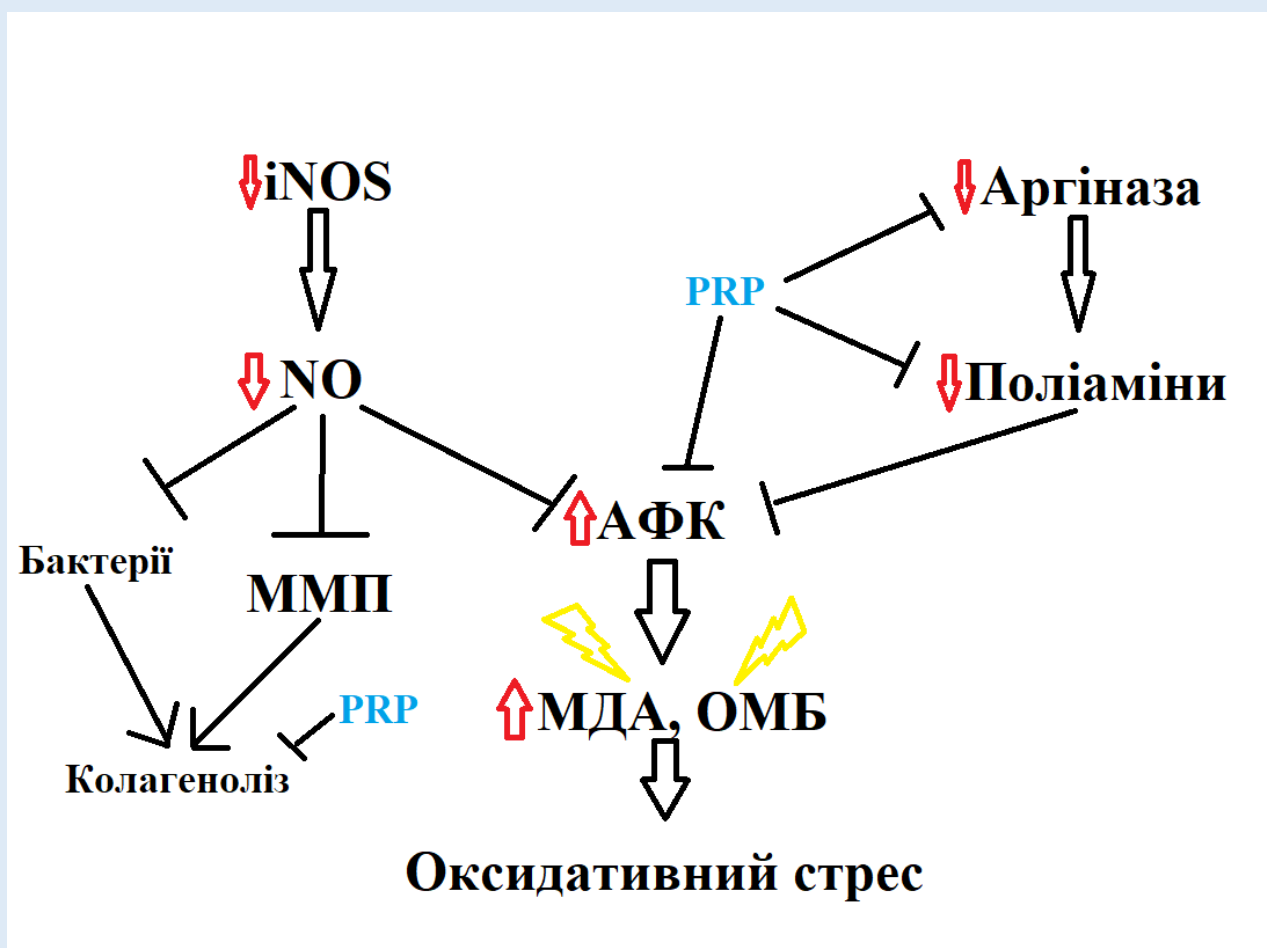 iNOS
Аргіназа
PRP
NO
Поліаміни
АФК
Бактерії
ММП
PRP
МДА, ОМБ
Колагеноліз
Оксидативний стрес